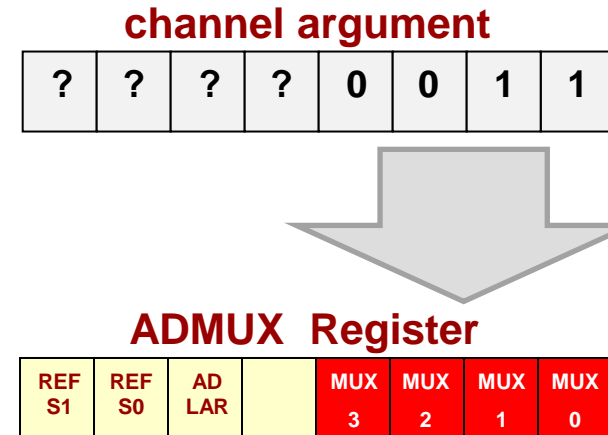 channel argument
? ? ? ? 0 0 1 1
ADMUX Register
REF REF AD MUX MUX MUX MUX
S1 S0 LAR 3 2 1 0